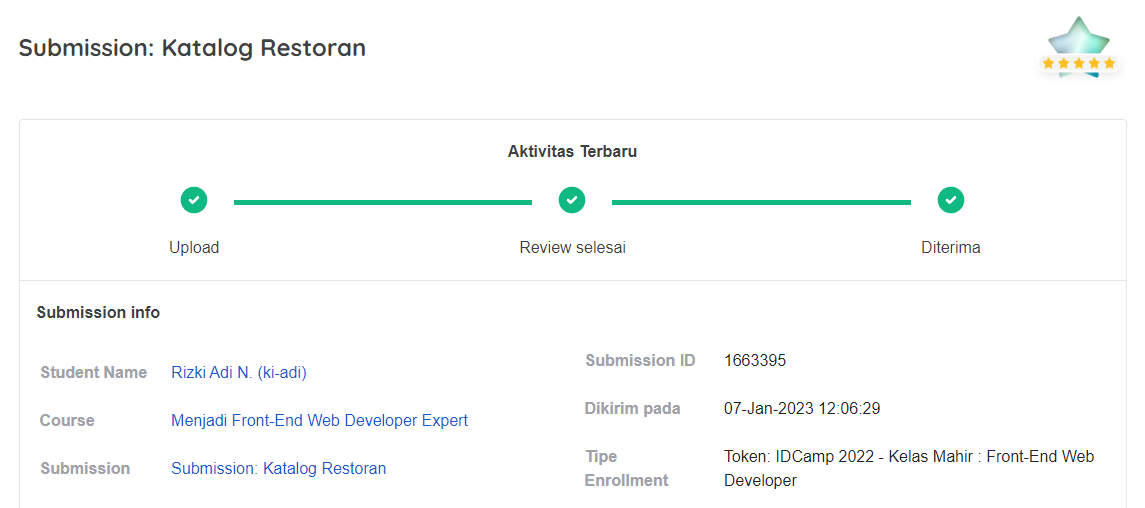 Submission: Katalog Restoran
Aktivitas Terbaru
Upload
Review selesai
Diterima
Submission info
Student Name
Rizki Adi N. (ki-adi)
Course
Menjadi Front-End Web Developer Expert
Submission
Submission: Katalog Restoran
Submission ID
1663395
Dikirim pada
07-Jan-2023 12:06:29
Tipe
Enrollment
Token: IDCamp 2022 - Kelas Mahir : Front-End Web
Developer